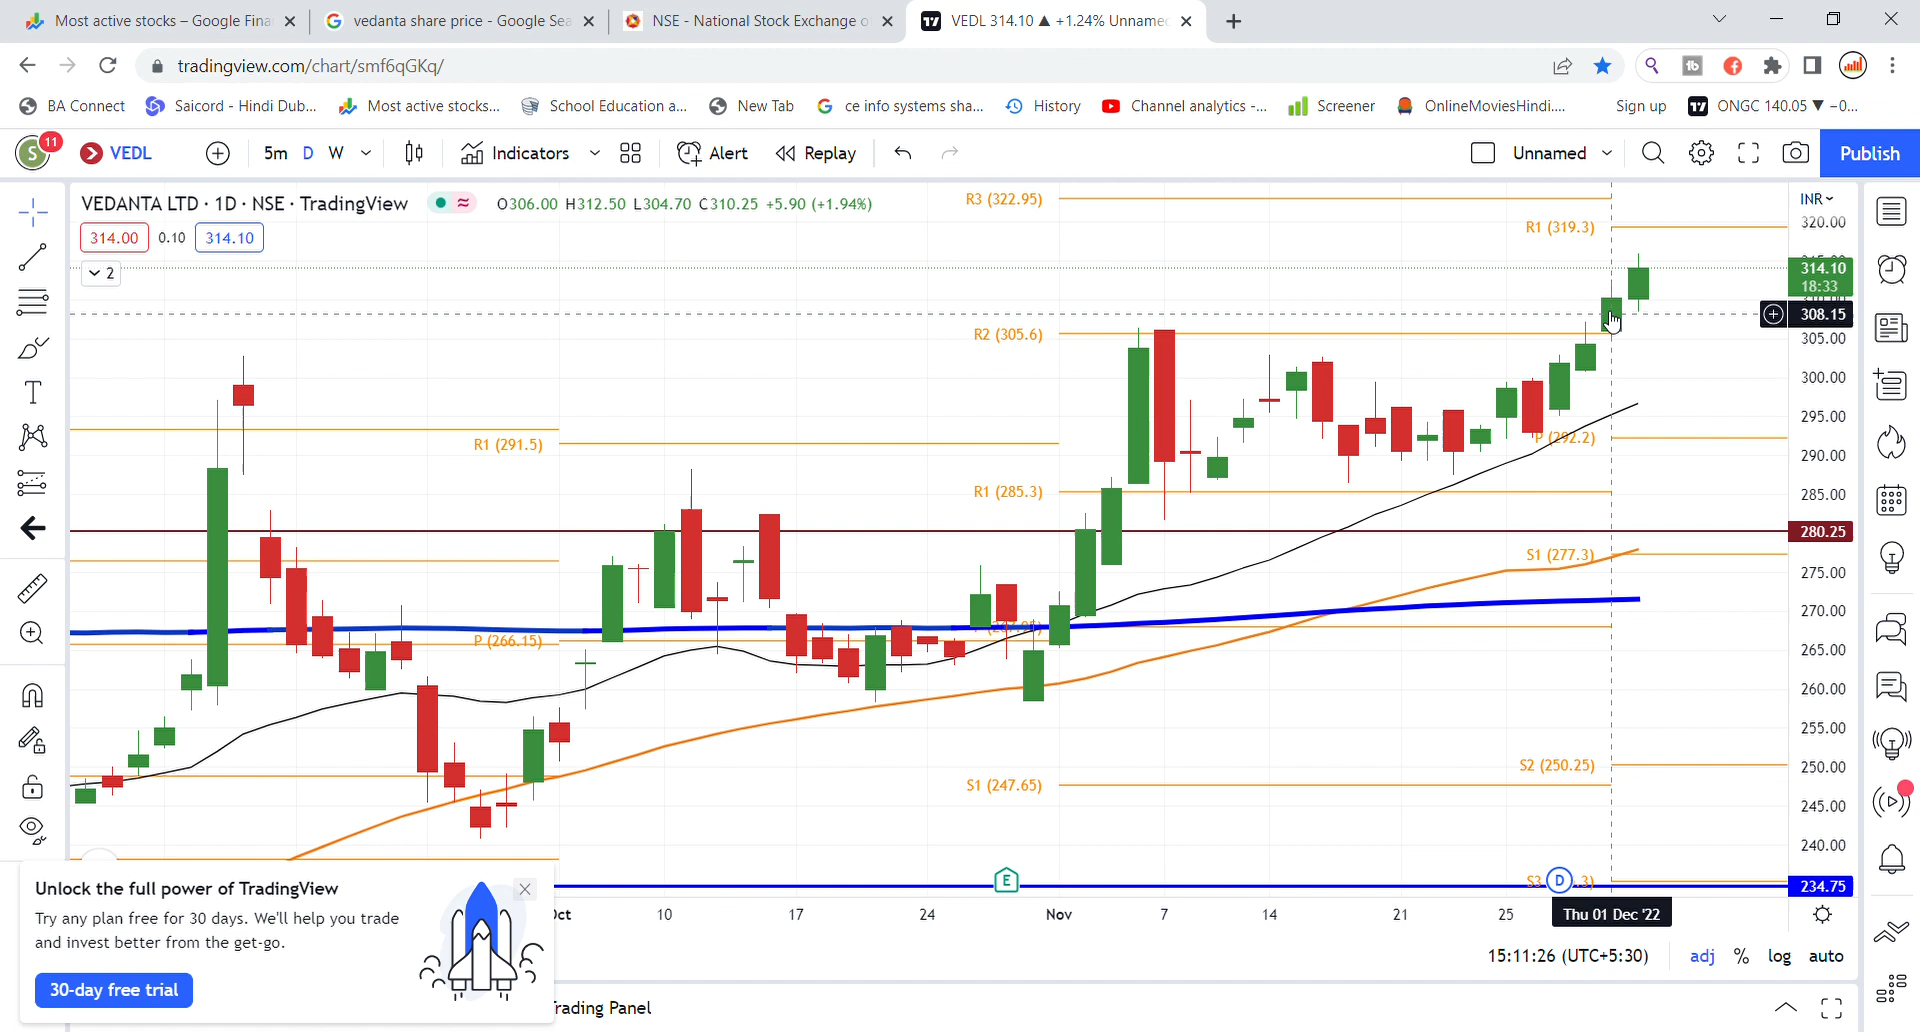 Most active stocks – Google Fina
vedanta share price - Google Sea
NSE - National Stock Exchange o
VEDL 314.10 ▲ +1.24% Unname
tradingview.com/chart/smf6qGKq/
BA Connect
Saicord - Hindi Dub...
Most active stocks...
School Education a...
New Tab
ce info systems sha...
History
Channel analytics -...
Screener
OnlineMoviesHindi....
Sign up
ONGC 140.05 ▼ −0...
S 11
VEDL
5m D W
Indicators
Alert
Replay
Unnamed
Publish
VEDANTA LTD · 1D · NSE · TradingView
O306.00 H312.50 L304.70 C310.25 +5.90 (+1.94%)
314.00 0.10 314.10
2
R3 (322.95)
R1 (319.3)
R2 (305.6)
R1 (291.5)
P (292.2)
R1 (285.3)
S1 (277.3)
P (266.15)
S2 (250.25)
S1 (247.65)
INR
320.00
314.10
18:33
308.15
305.00
300.00
295.00
290.00
285.00
280.25
275.00
270.00
265.00
260.00
255.00
250.00
245.00
240.00
234.75
E
D
10
17
24
Nov
7
14
21
25
Thu 01 Dec '22
Unlock the full power of TradingView
Try any plan free for 30 days. We'll help you trade
and invest better from the get-go.
30-day free trial
15:11:26 (UTC+5:30)
adj % log auto
Trading Panel